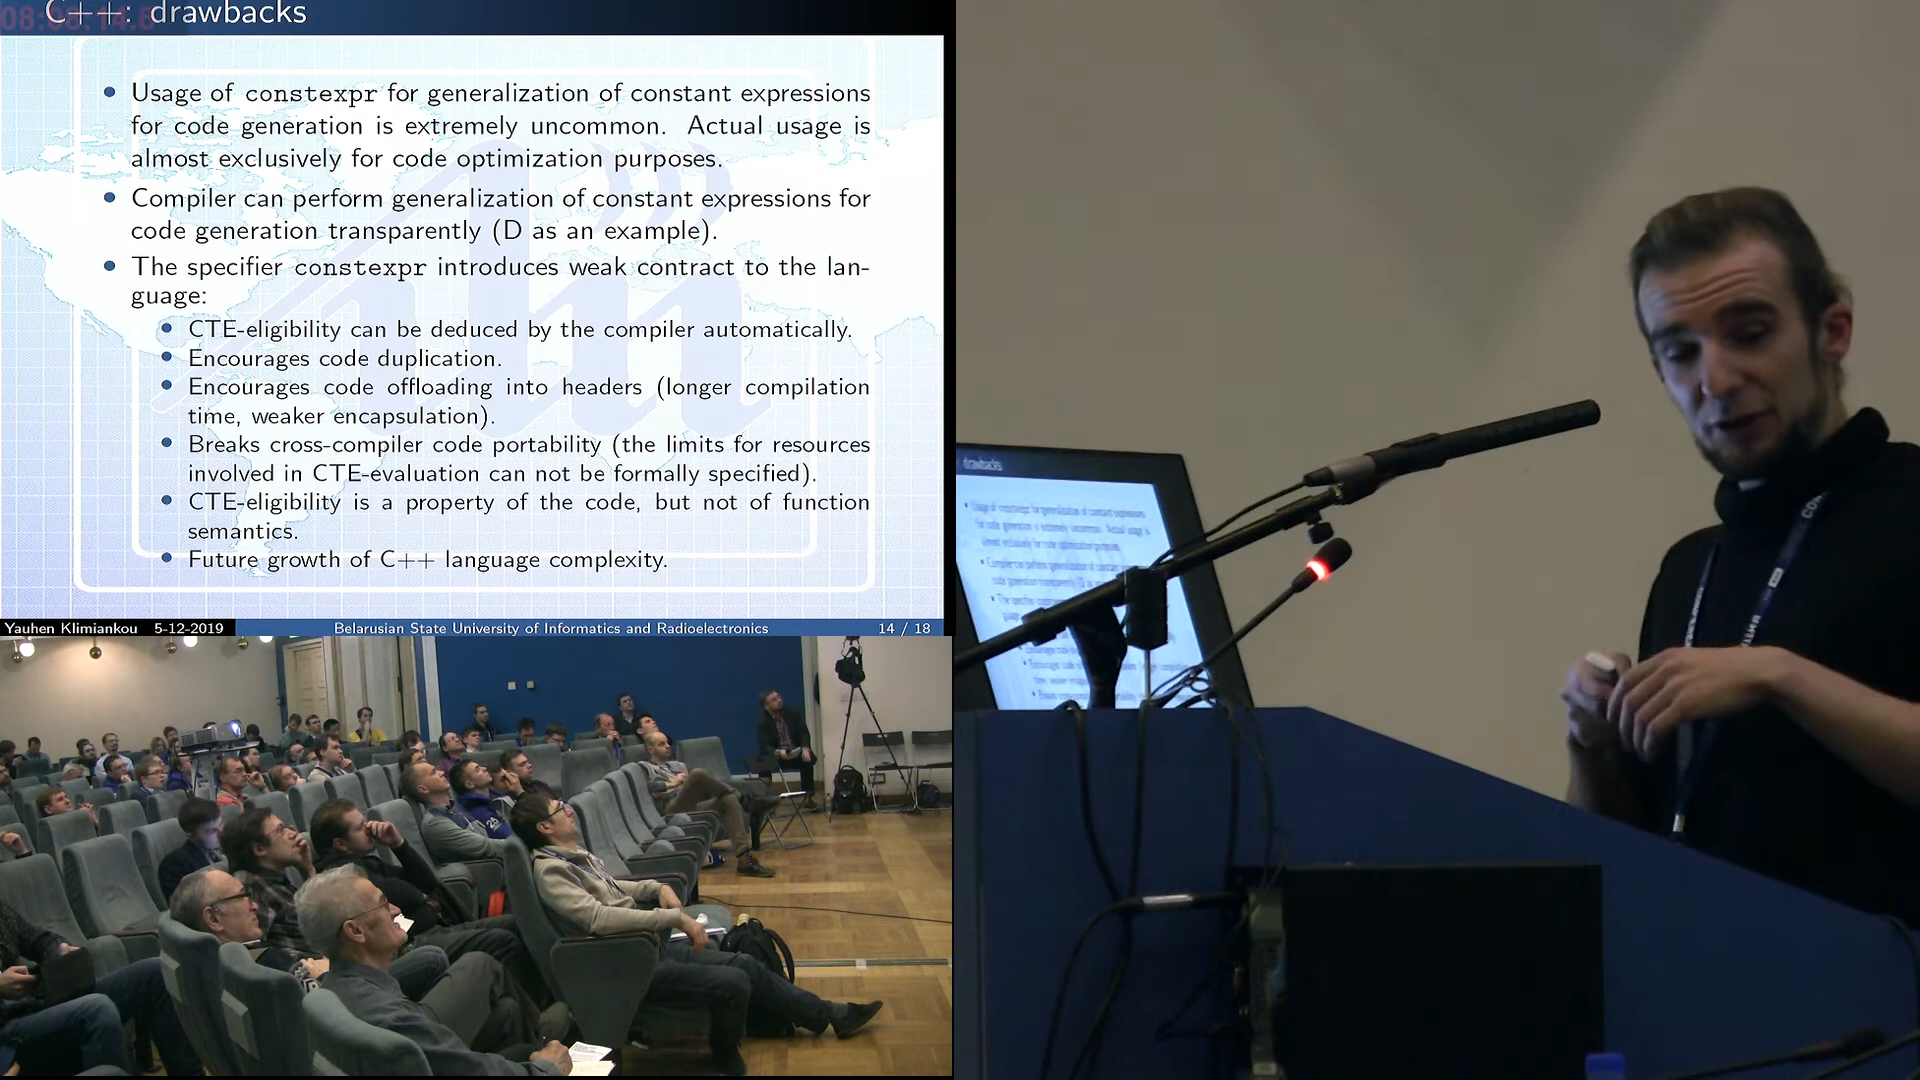 C++: drawbacks
Usage of constexpr for generalization of constant expressions
for code generation is extremely uncommon. Actual usage is
almost exclusively for code optimization purposes.
Compiler can perform generalization of constant expressions for
code generation transparently (D as an example).
The specifier constexpr introduces weak contract to the lan-
guage:
CTE-eligibility can be deduced by the compiler automatically.
Encourages code duplication.
Encourages code offloading into headers (longer compilation
time, weaker encapsulation).
Breaks cross-compiler code portability (the limits for resources
involved in CTE-evaluation can not be formally specified).
CTE-eligibility is a property of the code, but not of function
semantics.
Future growth of C++ language complexity.
Yauhen Klimiankou 5-12-2019 Belarusian State University of Informatics and Radioelectronics 14 / 18
drawbacks